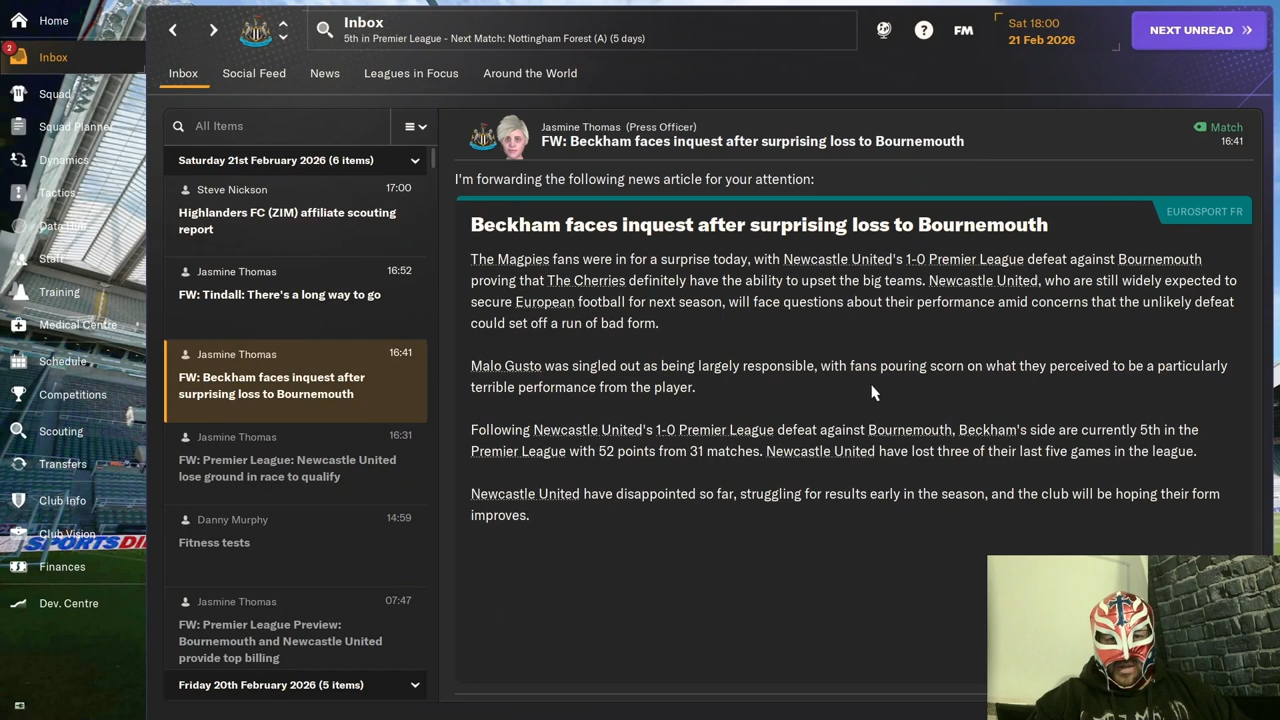 Home
2
Inbox
Squad
Squad Planner
Dynamics
Tactics
Data Hub
Staff
Training
Medical Centre
Schedule
Competitions
Scouting
Transfers
Club Info
Club Vision
SPORTSDI
Finances
Dev. Centre
Inbox
5th in Premier League - Next Match: Nottingham Forest (A) (5 days)
FM
Sat 18:00
21 Feb 2026
NEXT UNREAD
Inbox
Social Feed
News
Leagues in Focus
Around the World
All Items
Saturday 21st February 2026 (6 items)
Steve Nickson
17:00
Highlanders FC (ZIM) affiliate scouting
report
Jasmine Thomas
16:52
FW: Tindall: There's a long way to go
Jasmine Thomas
16:41
FW: Beckham faces inquest after
surprising loss to Bournemouth
Jasmine Thomas
16:31
FW: Premier League: Newcastle United
lose ground in race to qualify
Danny Murphy
14:59
Fitness tests
Jasmine Thomas
07:47
FW: Premier League Preview:
Bournemouth and Newcastle United
provide top billing
Friday 20th February 2026 (5 items)
Jasmine Thomas (Press Officer)
FW: Beckham faces inquest after surprising loss to Bournemouth
Match
16:41
I'm forwarding the following news article for your attention:
EUROSPORT FR
Beckham faces inquest after surprising loss to Bournemouth
The Magpies fans were in for a surprise today, with Newcastle United's 1-0 Premier League defeat against Bournemouth
proving that The Cherries definitely have the ability to upset the big teams. Newcastle United, who are still widely expected to
secure European football for next season, will face questions about their performance amid concerns that the unlikely defeat
could set off a run of bad form.
Malo Gusto was singled out as being largely responsible, with fans pouring scorn on what they perceived to be a particularly
terrible performance from the player.
Following Newcastle United's 1-0 Premier League defeat against Bournemouth, Beckham's side are currently 5th in the
Premier League with 52 points from 31 matches. Newcastle United have lost three of their last five games in the league.
Newcastle United have disappointed so far, struggling for results early in the season, and the club will be hoping their form
improves.